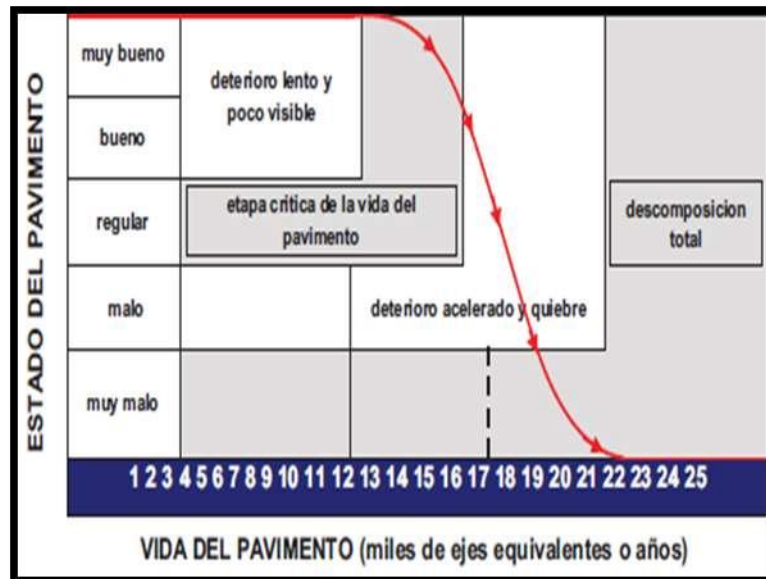 ESTADO DEL PAVIMENTO
muy bueno
bueno
regular
malo
muy malo
deterioro lento y
poco visible
etapa critica de la vida del
pavimento
deterioro acelerado y quiebre
descomposicion
total
1 2 3 4 5 6 7 8 9 10 11 12 13 14 15 16 17 18 19 20 21 22 23 24 25
VIDA DEL PAVIMENTO (miles de ejes equivalentes o años)